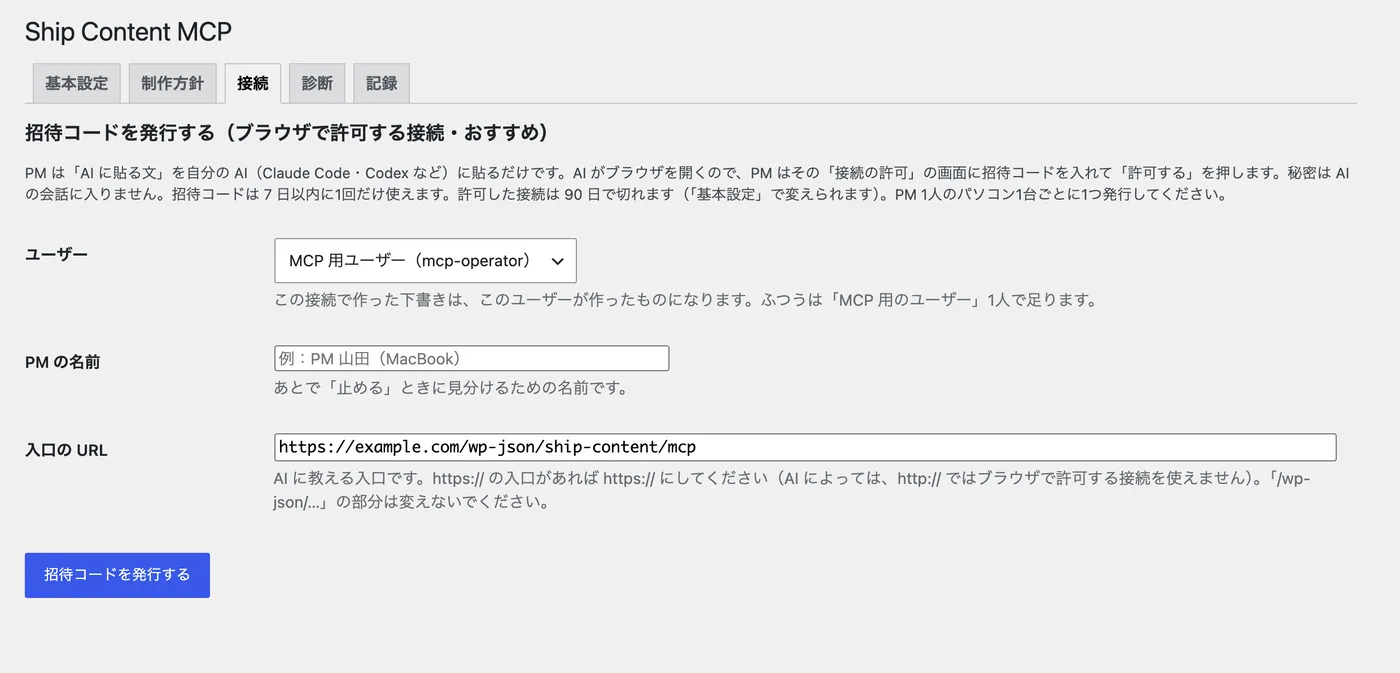 Ship Content MCP
基本設定 制作方針 接続 診断 記録
招待コードを発行する（ブラウザで許可する接続・おすすめ）
PM は「AI に貼る文」を自分の AI（Claude Code・Codex など）に貼るだけです。AI がブラウザを開くので、PM はその「接続の許可」の画面に招待コードを入れて「許可する」を押します。秘密は AI
の会話に入りません。招待コードは 7 日以内に1回だけ使えます。許可した接続は 90 日で切れます（「基本設定」で変えられます）。PM 1人のパソコン1台ごとに1つ発行してください。
ユーザー
MCP 用ユーザー（mcp-operator）
この接続で作った下書きは、このユーザーが作ったものになります。ふつうは「MCP 用のユーザー」1人で足ります。
PM の名前
例：PM 山田（MacBook）
あとで「止める」ときに見分けるための名前です。
入口の URL
https://example.com/wp-json/ship-content/mcp
AI に教える入口です。https:// の入口があれば https:// にしてください（AI によっては、http:// ではブラウザで許可する接続を使えません）。「/wp-
json/...」の部分は変えないでください。
招待コードを発行する